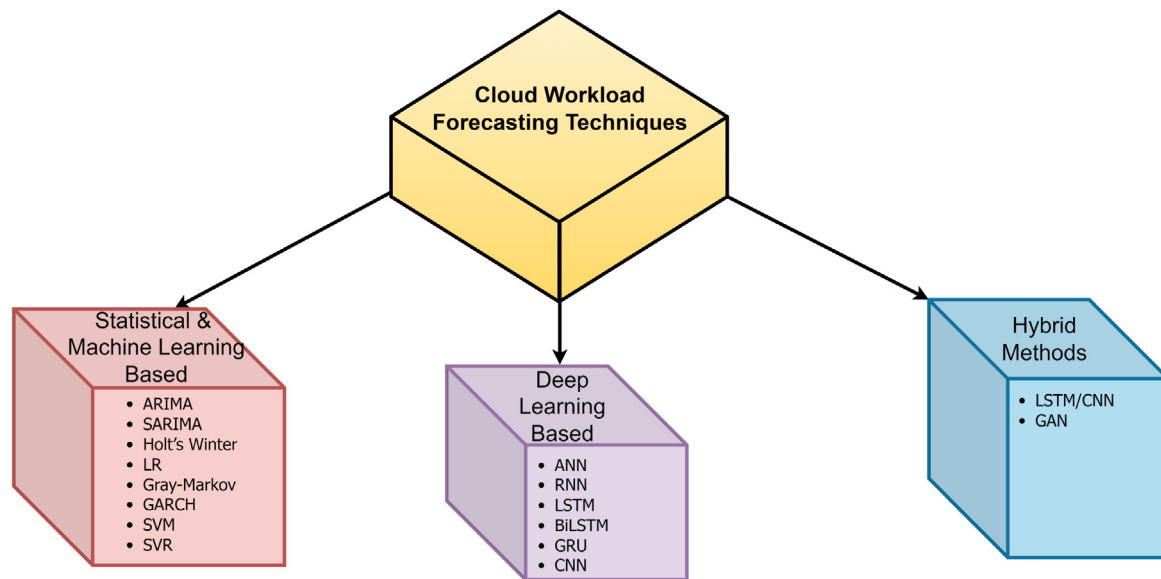 Cloud Workload
Forecasting Techniques
Statistical &
Machine Learning
Based
• ARIMA
• SARIMA
• Holt's Winter
• LR
• Gray-Markov
• GARCH
• SVM
• SVR
Deep
Learning
Based
• ANN
• RNN
• LSTM
• BiLSTM
• GRU
• CNN
Hybrid
Methods
• LSTM/CNN
• GAN